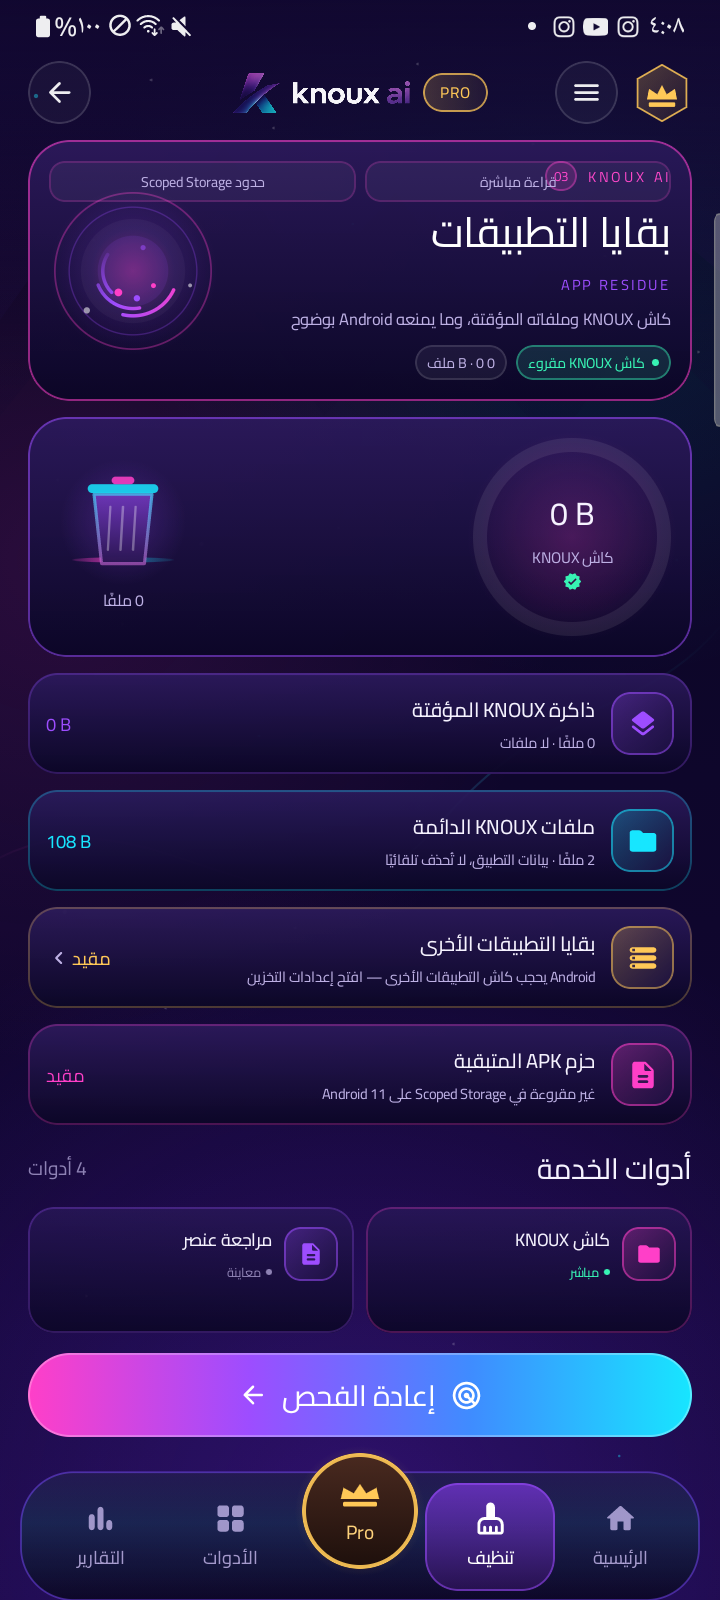 ٤:٠٨
%١٠٠
knoux ai
PRO
KNOUX AI
03
قراءة مباشرة
حدود Scoped Storage
بقايا التطبيقات
APP RESIDUE
كاش KNOUX وملفاته المؤقتة، وما يمنعه Android بوضوح
كاش KNOUX مقروء
0 B · 0 ملف
0 B
كاش KNOUX
0 ملفًا
ذاكرة KNOUX المؤقتة
0 ملفًا · لا ملفات
0 B
ملفات KNOUX الدائمة
2 ملفًا · بيانات التطبيق، لا تُحذف تلقائيًا
108 B
بقايا التطبيقات الأخرى
Android يحجب كاش التطبيقات الأخرى — افتح إعدادات التخزين
مقيد
حزم APK المتبقية
غير مقروءة في Scoped Storage على Android 11
مقيد
أدوات الخدمة
4 أدوات
كاش KNOUX
مباشر
مراجعة عنصر
معاينة
إعادة الفحص
الرئيسية
تنظيف
Pro
الأدوات
التقارير